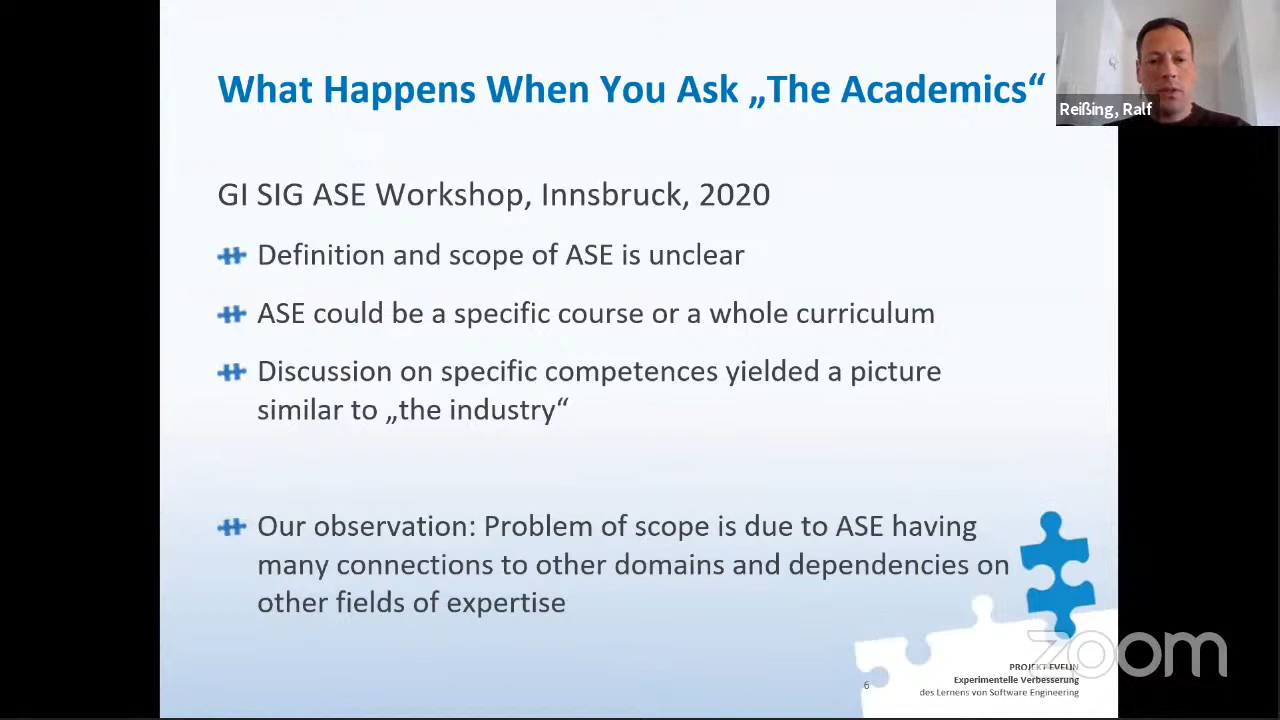 What Happens When You Ask „The Academics“
Reißing, Ralf
GI SIG ASE Workshop, Innsbruck, 2020
Definition and scope of ASE is unclear
ASE could be a specific course or a whole curriculum
Discussion on specific competences yielded a picture
similar to „the industry“
Our observation: Problem of scope is due to ASE having
many connections to other domains and dependencies on
other fields of expertise
zoom
PROJEKT EVELIN
Experimentelle Verbesserung
des Lernens von Software Engineering
6